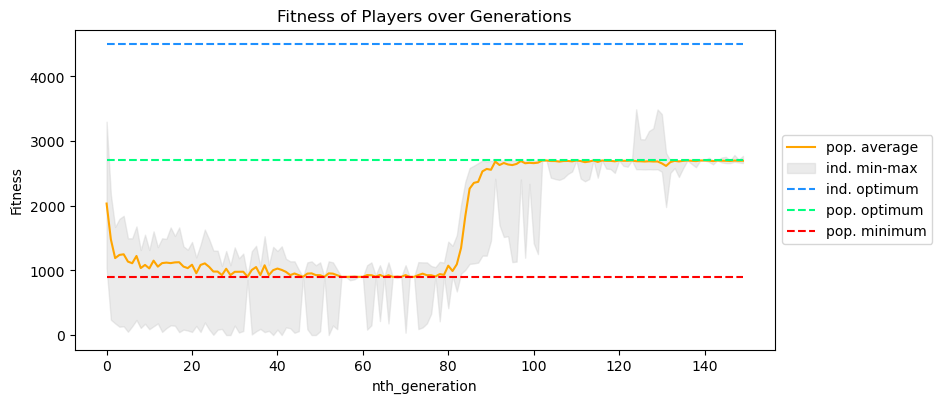 Fitness of Players over Generations
Fitness
4000
3000
2000
1000
0
0 20 40 60 80 100 120 140
nth_generation
pop. average
ind. min-max
ind. optimum
pop. optimum
pop. minimum